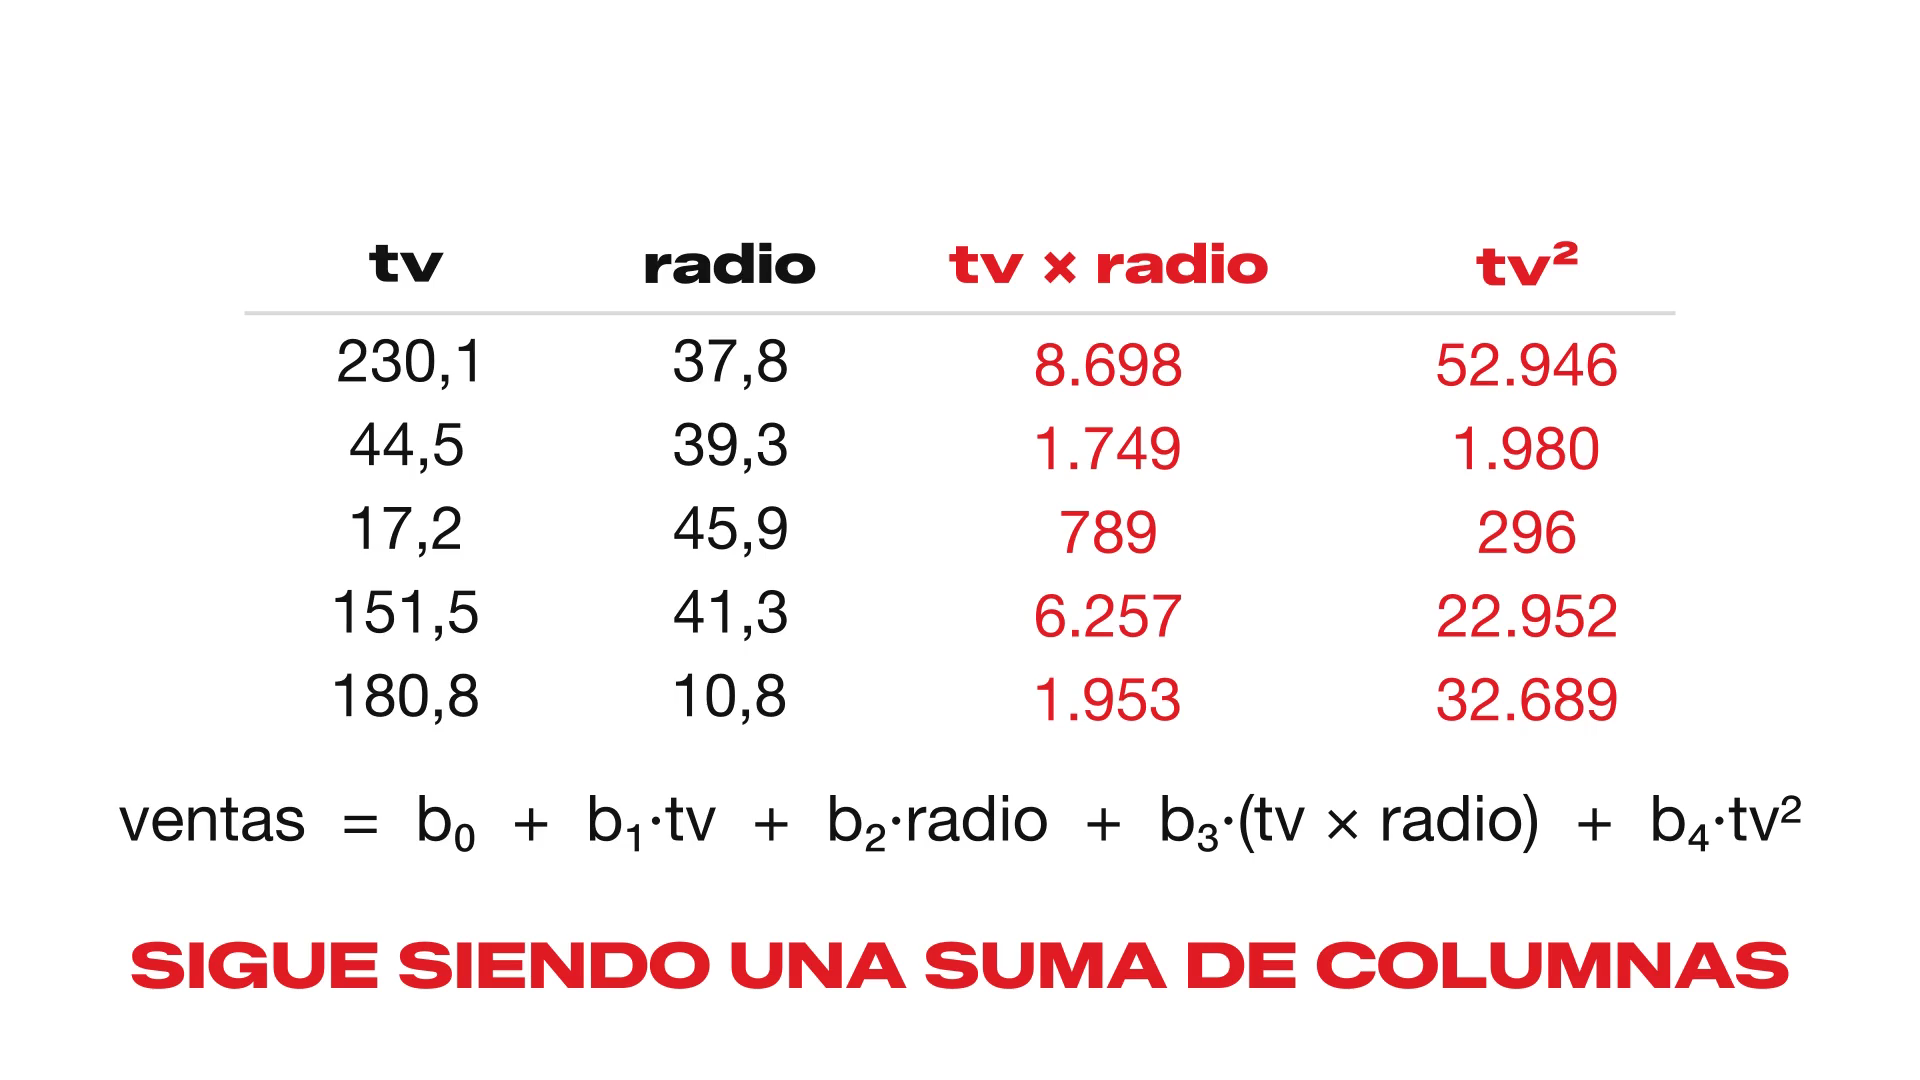 tv radio tv × radio tv²
230,1 37,8 8.698 52.946
44,5 39,3 1.749 1.980
17,2 45,9 789 296
151,5 41,3 6.257 22.952
180,8 10,8 1.953 32.689
ventas = b₀ + b₁·tv + b₂·radio + b₃·(tv × radio) + b₄·tv²
SIGUE SIENDO UNA SUMA DE COLUMNAS